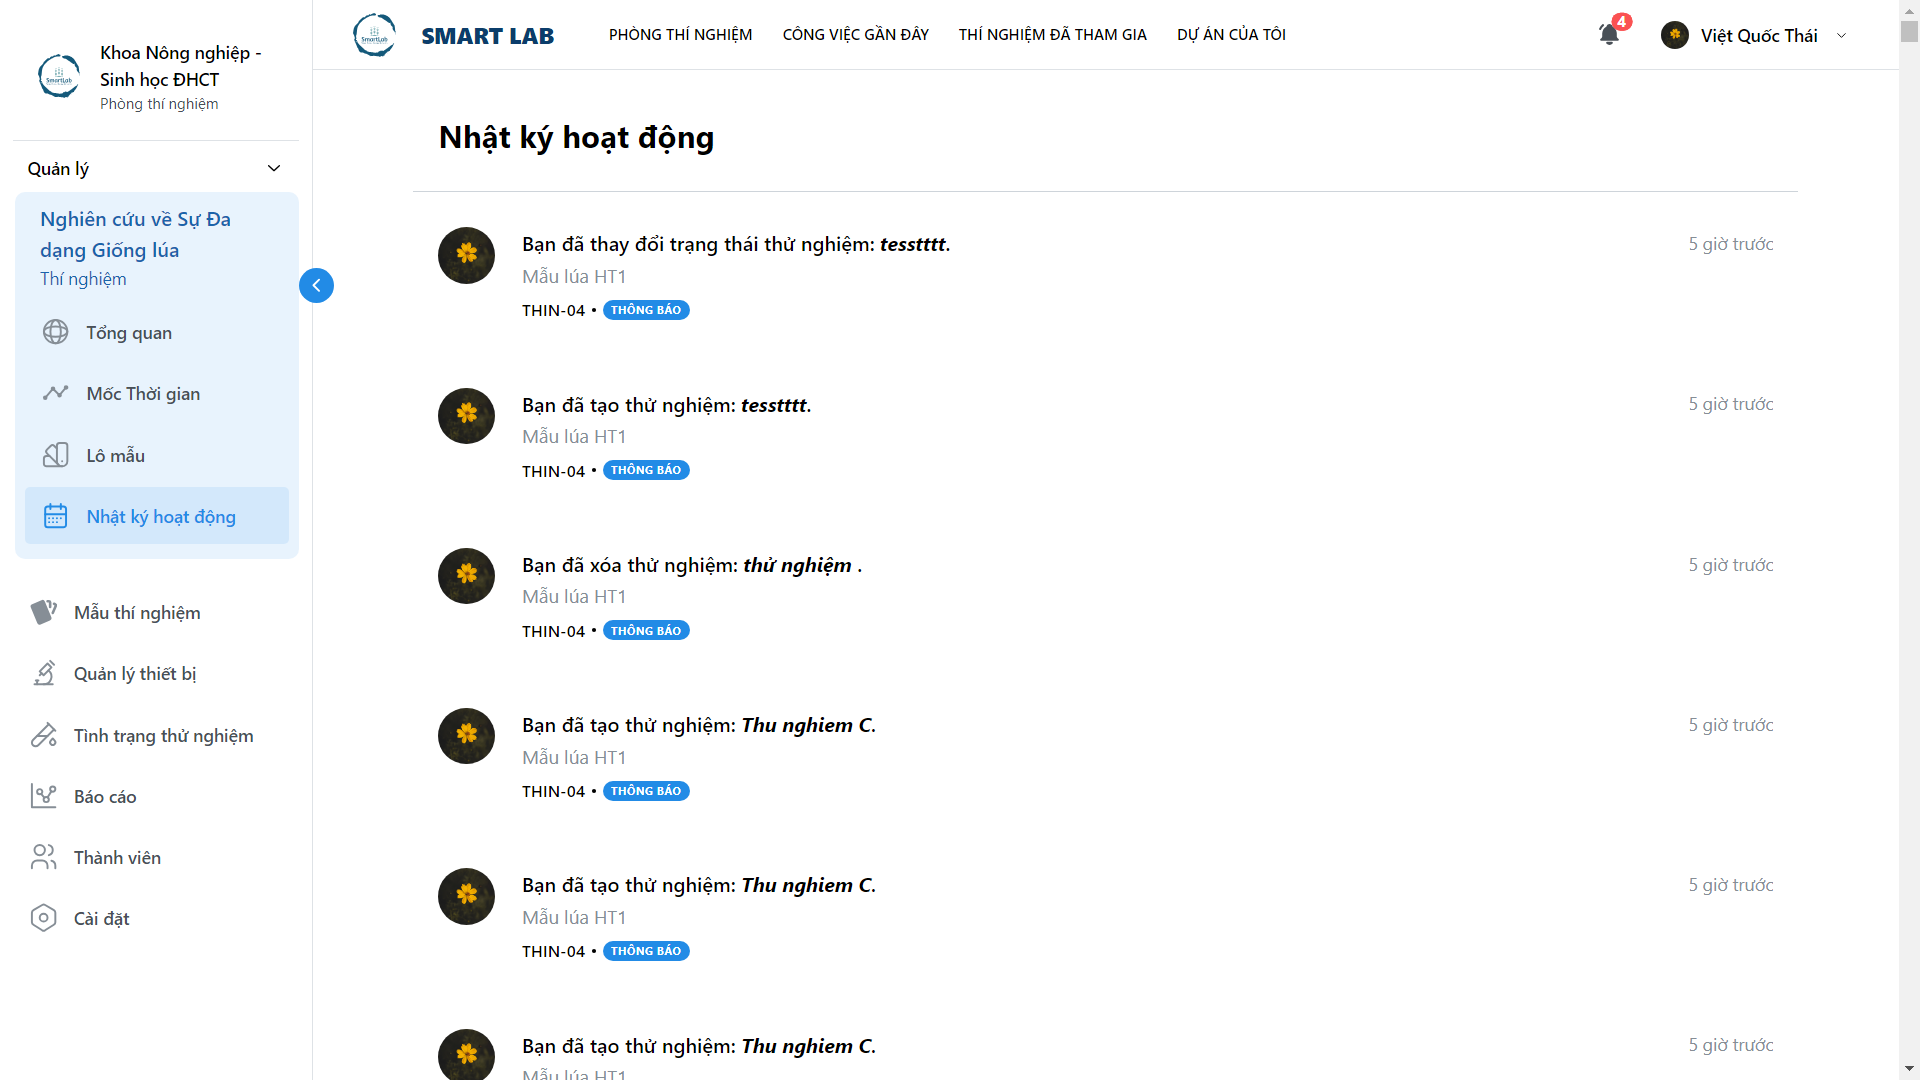 Khoa Nông nghiệp -
Sinh học ĐHCT
Phòng thí nghiệm
Quản lý
Nghiên cứu về Sự Đa
dạng Giống lúa
Thí nghiệm
Tổng quan
Mốc Thời gian
Lô mẫu
Nhật ký hoạt động
Mẫu thí nghiệm
Quản lý thiết bị
Tình trạng thử nghiệm
Báo cáo
Thành viên
Cài đặt
SmartLab
SMART LAB
PHÒNG THÍ NGHIỆM
CÔNG VIỆC GẦN ĐÂY
THÍ NGHIỆM ĐÃ THAM GIA
DỰ ÁN CỦA TÔI
4
Việt Quốc Thái
Nhật ký hoạt động
Bạn đã thay đổi trạng thái thử nghiệm: tesstttt.
5 giờ trước
Mẫu lúa HT1
THIN-04 • THÔNG BÁO
Bạn đã tạo thử nghiệm: tesstttt.
5 giờ trước
Mẫu lúa HT1
THIN-04 • THÔNG BÁO
Bạn đã xóa thử nghiệm: thử nghiệm .
5 giờ trước
Mẫu lúa HT1
THIN-04 • THÔNG BÁO
Bạn đã tạo thử nghiệm: Thu nghiem C.
5 giờ trước
Mẫu lúa HT1
THIN-04 • THÔNG BÁO
Bạn đã tạo thử nghiệm: Thu nghiem C.
5 giờ trước
Mẫu lúa HT1
THIN-04 • THÔNG BÁO
Bạn đã tạo thử nghiệm: Thu nghiem C.
5 giờ trước
Mẫu lúa HT1